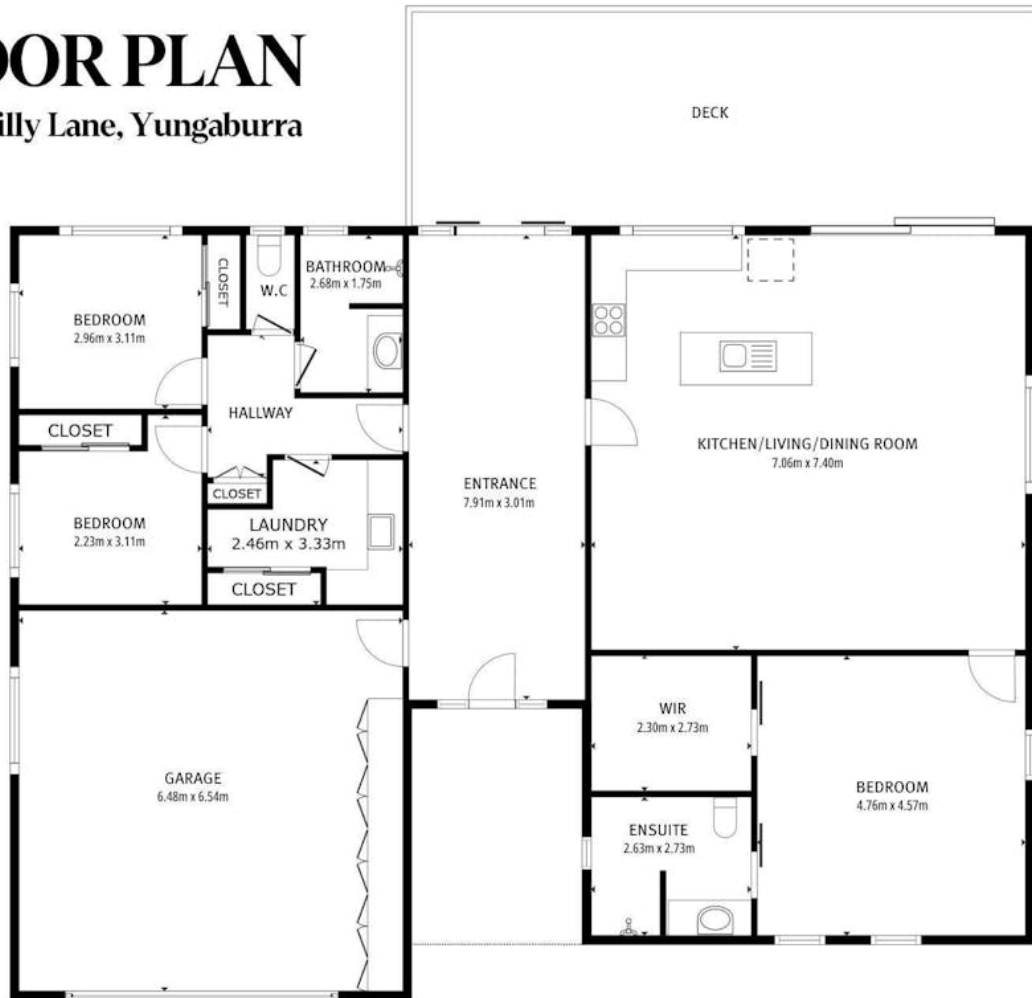 OOR PLAN
illy Lane, Yungaburra
DECK
BEDROOM
2.96m x 3.11m
CLOSET
W.C
BATHROOM
2.68m x 1.75m
HALLWAY
CLOSET
BEDROOM
2.23m x 3.11m
CLOSET
LAUNDRY
2.46m x 3.33m
CLOSET
ENTRANCE
7.91m x 3.01m
KITCHEN/LIVING/DINING ROOM
7.06m x 7.40m
GARAGE
6.48m x 6.54m
WIR
2.30m x 2.73m
ENSUITE
2.63m x 2.73m
BEDROOM
4.76m x 4.57m